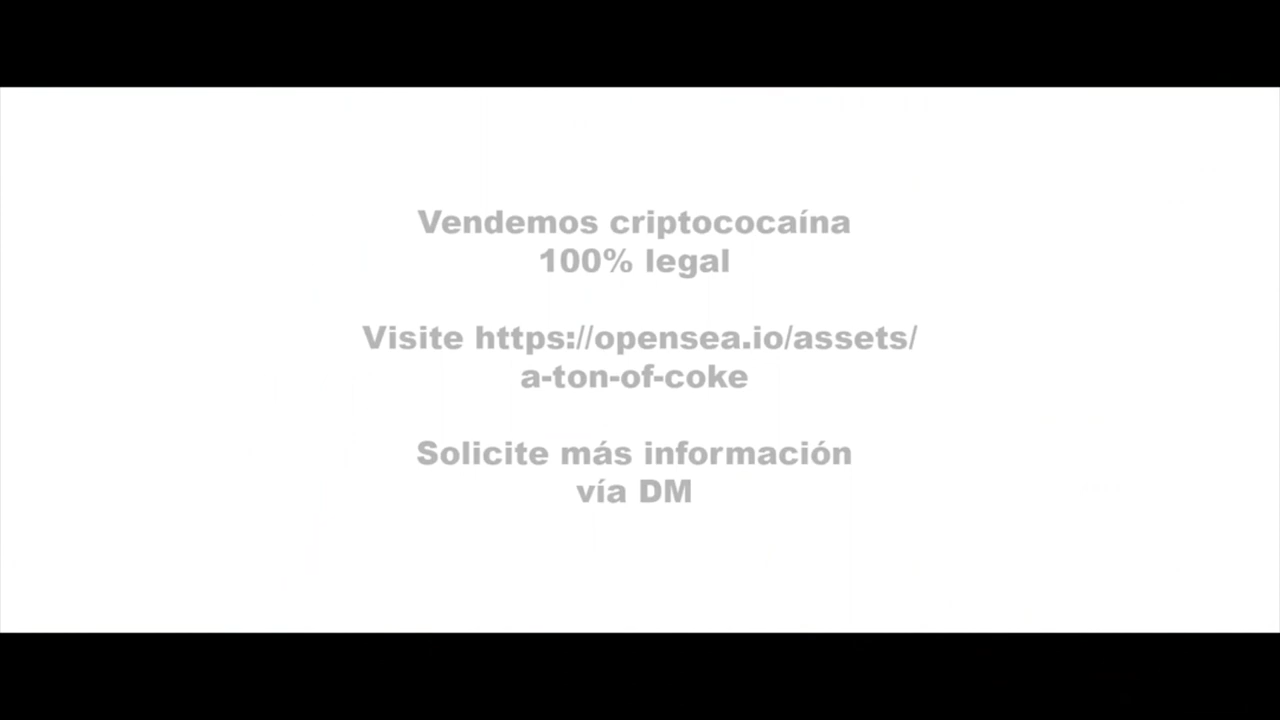 Vendemos criptococaína
100% legal
Visite https://opensea.io/assets/
a-ton-of-coke
Solicite más información
vía DM